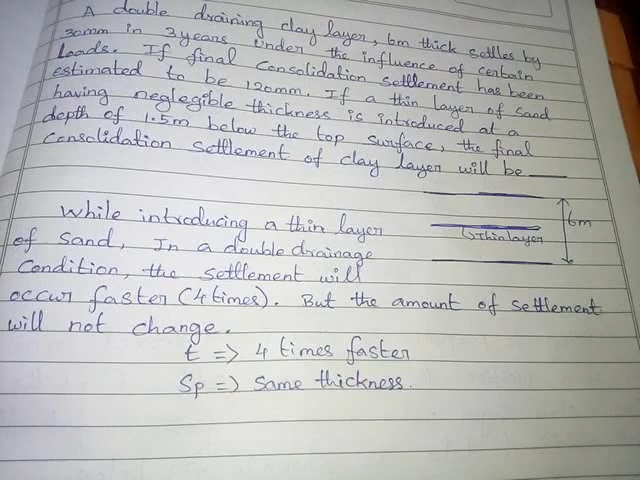 A double draining clay layer, 6m thick settles by
30mm in 3 years under the influence of certain
loads. If final Consolidation settlement has been
estimated to be 120mm. If a thin layer of sand
having neglegible thickness is introduced at a
depth of 1.5m below the top surface, the final
Consolidation settlement of clay layer will be ___
While introducing a thin layer
of sand, In a double drainage
Condition, the settlement will
occur faster (4 times). But the amount of settlement
will not change.
6m
↳Thin layer
t => 4 times faster
Sp => Same thickness.